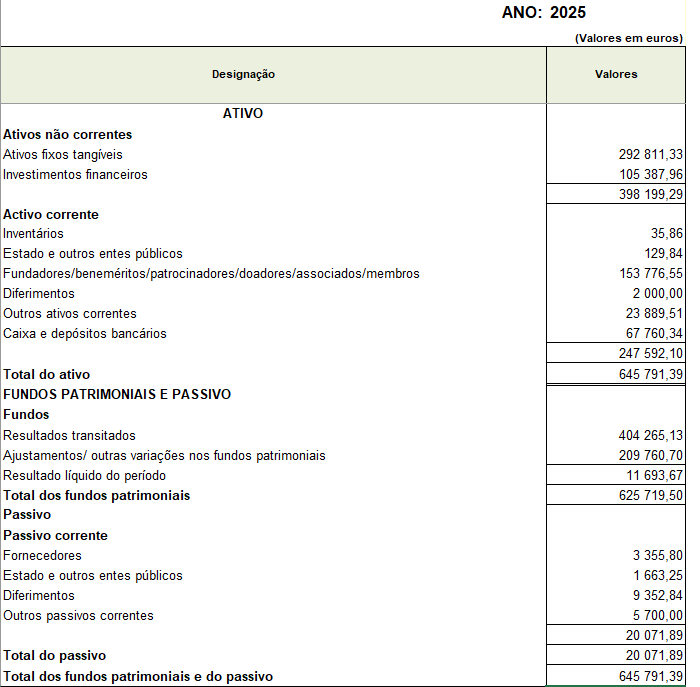 ANO: 2025
(Valores em euros)
Designação Valores
ATIVO
Ativos não correntes
Ativos fixos tangíveis 292 811,33
Investimentos financeiros 105 387,96
398 199,29
Activo corrente
Inventários 35,86
Estado e outros entes públicos 129,84
Fundadores/beneméritos/patrocinadores/doadores/associados/membros 153 776,55
Diferimentos 2 000,00
Outros ativos correntes 23 889,51
Caixa e depósitos bancários 67 760,34
247 592,10
Total do ativo 645 791,39
FUNDOS PATRIMONIAIS E PASSIVO
Fundos
Resultados transitados 404 265,13
Ajustamentos/ outras variações nos fundos patrimoniais 209 760,70
Resultado líquido do período 11 693,67
Total dos fundos patrimoniais 625 719,50
Passivo
Passivo corrente
Fornecedores 3 355,80
Estado e outros entes públicos 1 663,25
Diferimentos 9 352,84
Outros passivos correntes 5 700,00
20 071,89
Total do passivo 20 071,89
Total dos fundos patrimoniais e do passivo 645 791,39